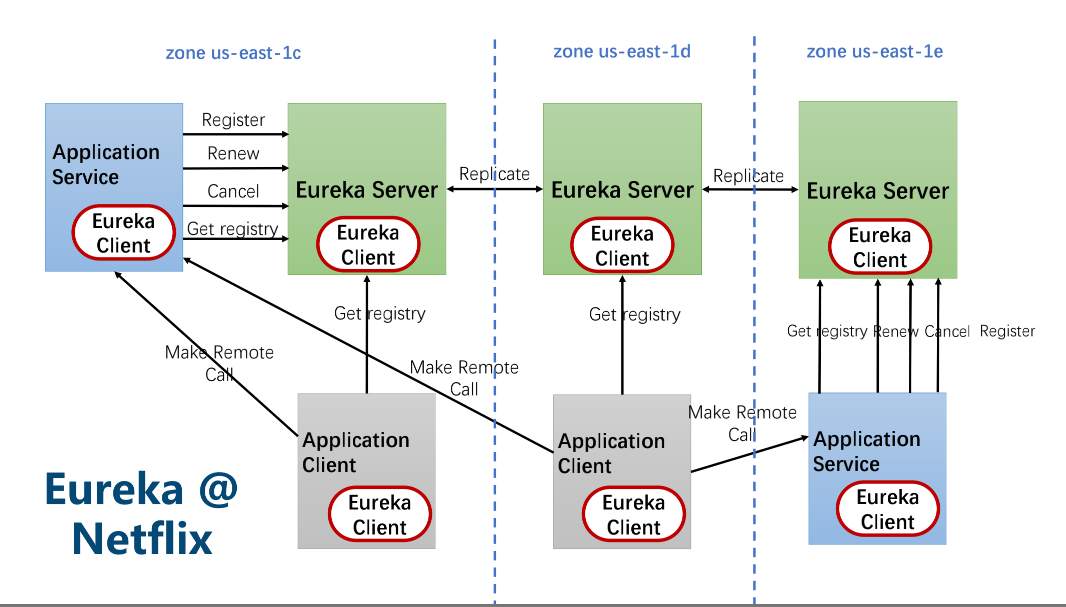 zone us-east-1c
zone us-east-1d
zone us-east-1e
Application
Service
Eureka
Client
Register
Renew
Cancel
Get registry
Eureka Server
Eureka
Client
Replicate
Eureka Server
Eureka
Client
Replicate
Eureka Server
Eureka
Client
Make Remote
Call
Get registry
Make Remote
Call
Get registry
Make Remote
Call
Get registry Renew Cancel Register
Application
Client
Eureka
Client
Application
Client
Eureka
Client
Application
Service
Eureka
Client
Eureka @
Netflix